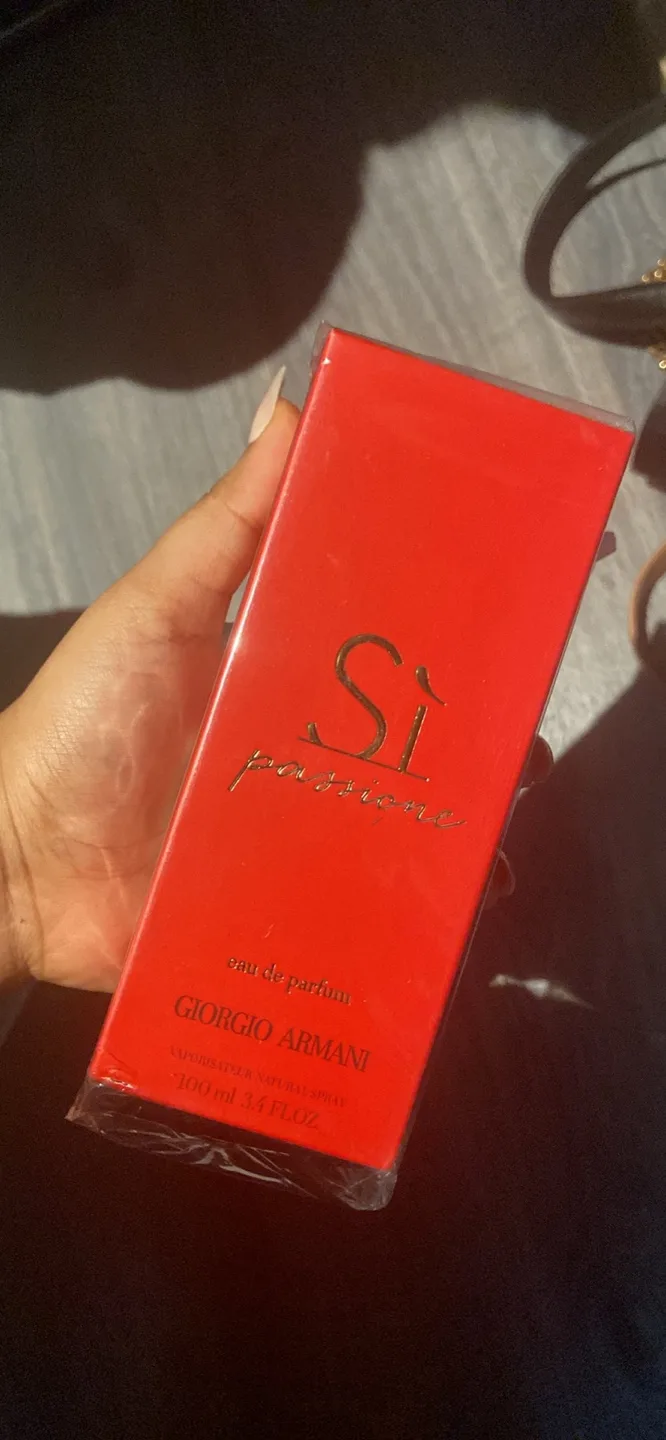 Sì
passione
eau de parfum
GIORGIO ARMANI
VAPORISATEUR NATURAL SPRAY
100 ml 3.4 FL.OZ